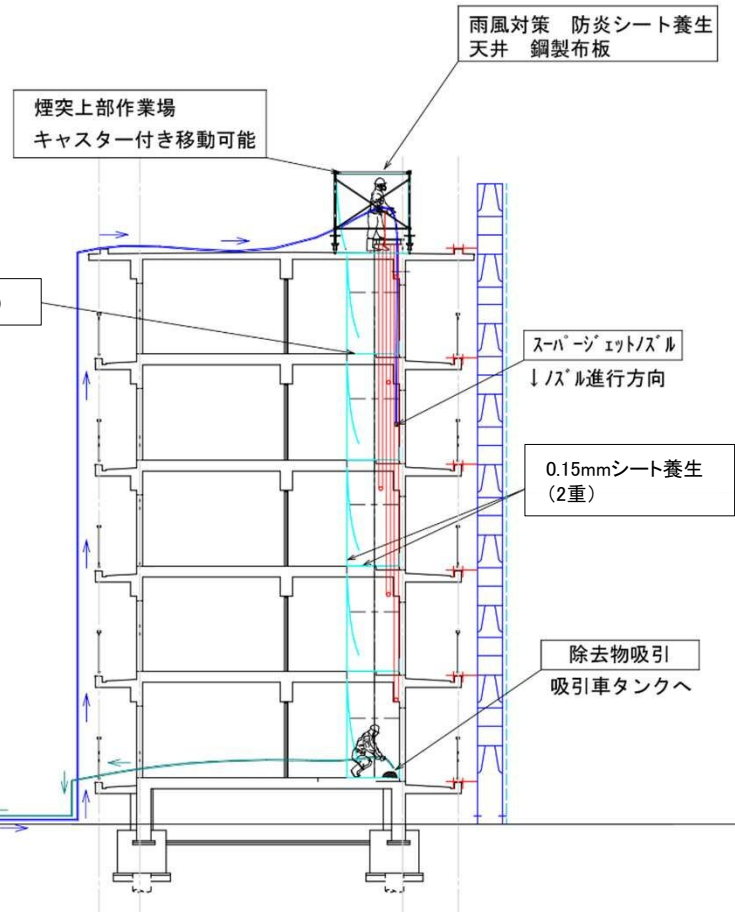 雨風対策　防炎シート養生
天井　鋼製布板
煙突上部作業場
キャスター付き移動可能
)
ｽｰﾊﾟｰｼﾞｪｯﾄﾉｽﾞﾙ
↓ﾉｽﾞﾙ進行方向
0.15mmシート養生
（2重）
除去物吸引
吸引車タンクへ